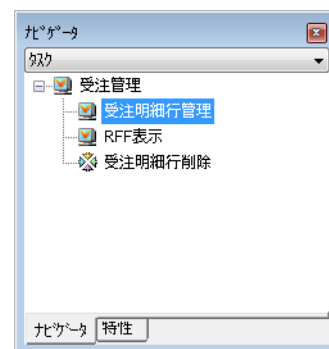 ﾅﾋﾞｹﾞｰﾀ
ﾀｽｸ
受注管理
受注明細行管理
RFF表示
受注明細行削除
ﾅﾋﾞｹﾞｰﾀ 特性